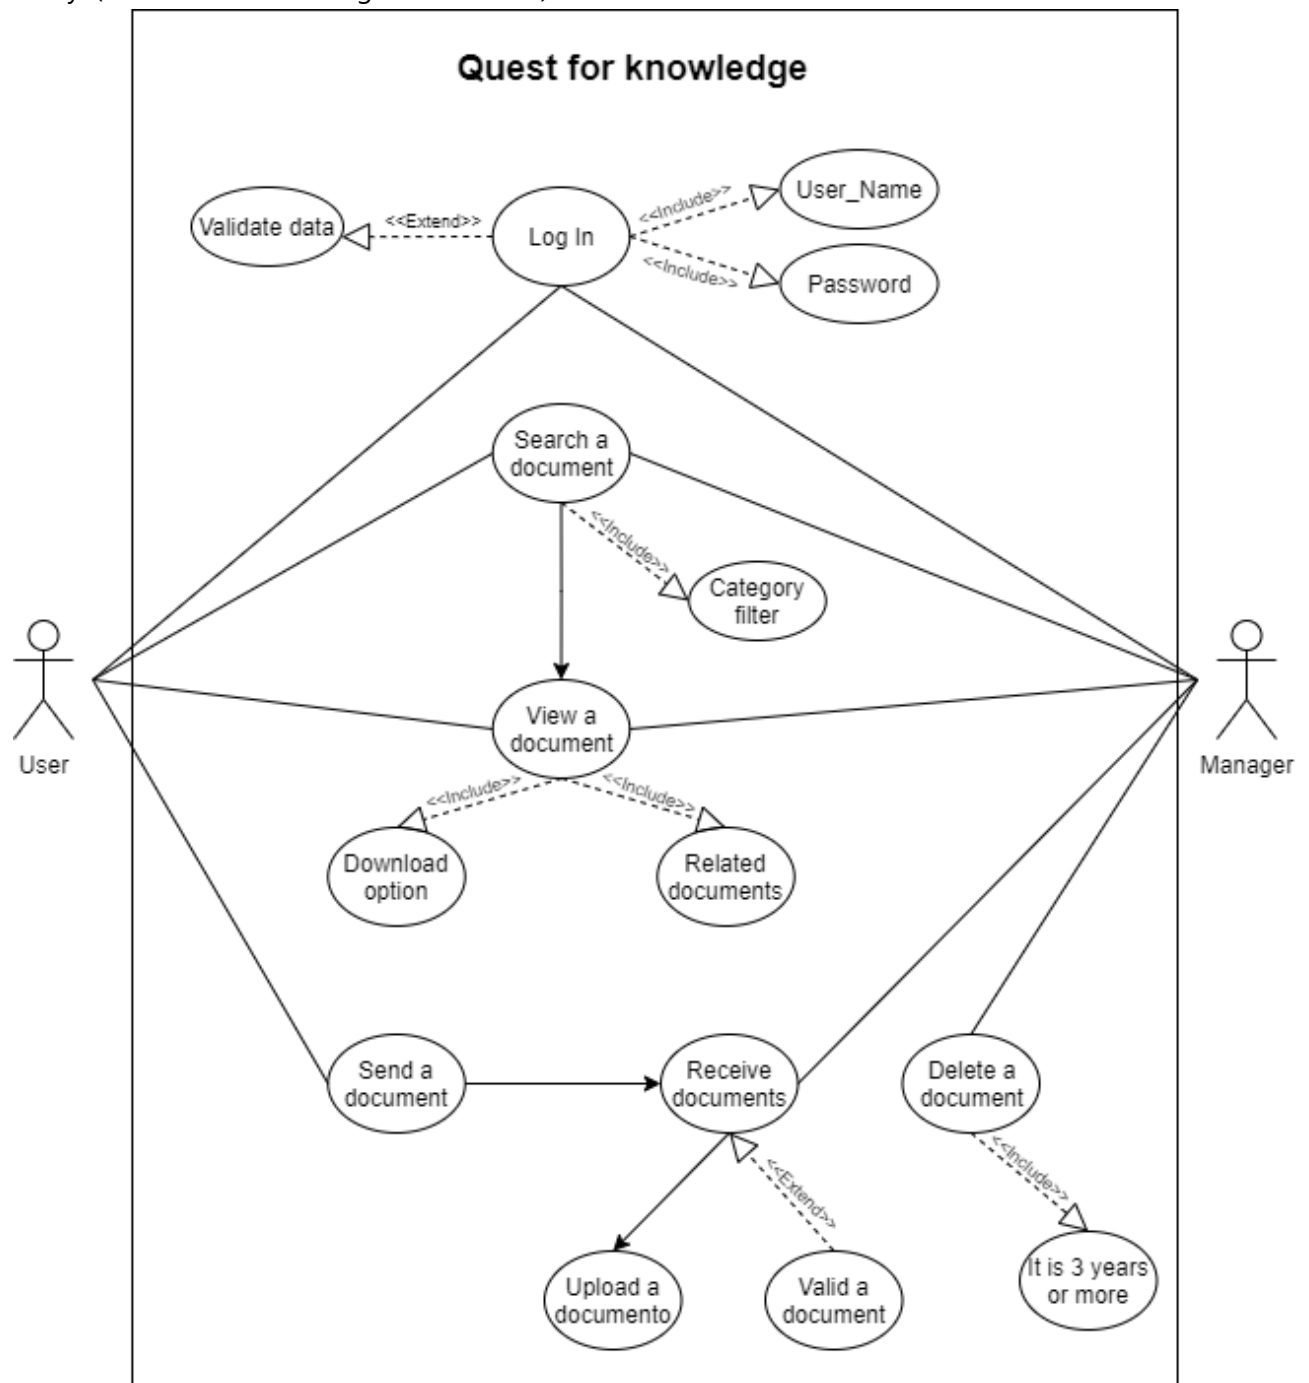 Quest for knowledge
User_Name
<<Include>>
Validate data
<<Extend>>
Log In
<<Include>>
Password
Search a
document
<<Include>>
Category
filter
View a
document
User
Manager
<<Include>>
<<Include>>
Download
option
Related
documents
Send a
document
Receive
documents
Delete a
document
<<Include>>
<<Extend>>
It is 3 years
or more
Upload a
documento
Valid a
document